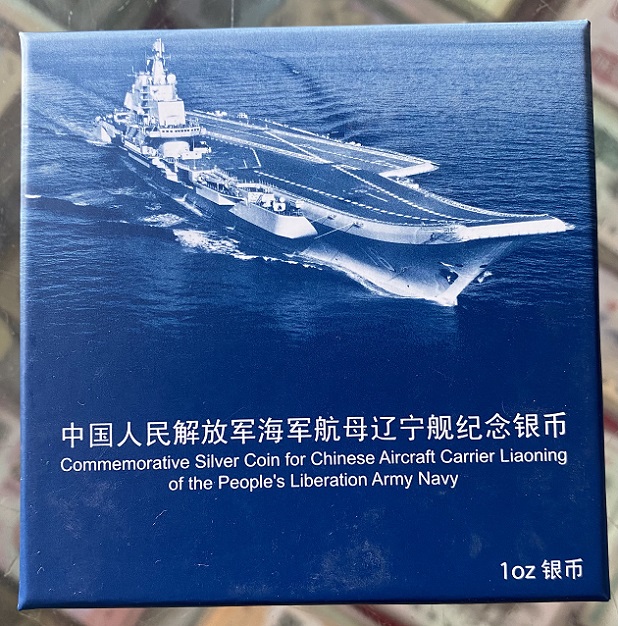 中国人民解放军海军航母辽宁舰纪念银币
Commemorative Silver Coin for Chinese Aircraft Carrier Liaoning
of the People's Liberation Army Navy
1oz 银币